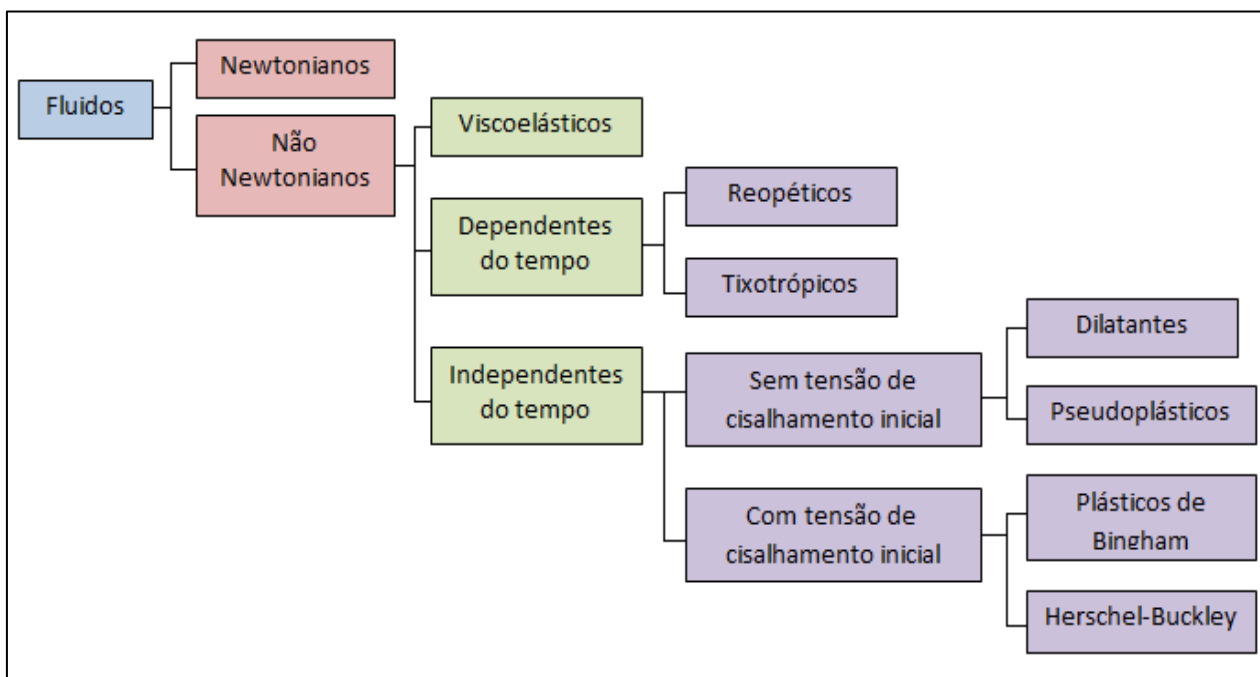 Fluidos
Newtonianos
Não
Newtonianos
Viscoelásticos
Dependentes
do tempo
Independentes
do tempo
Reopéticos
Tixotrópicos
Sem tensão de
cisalhamento inicial
Com tensão de
cisalhamento inicial
Dilatantes
Pseudoplásticos
Plásticos de
Bingham
Herschel-Buckley